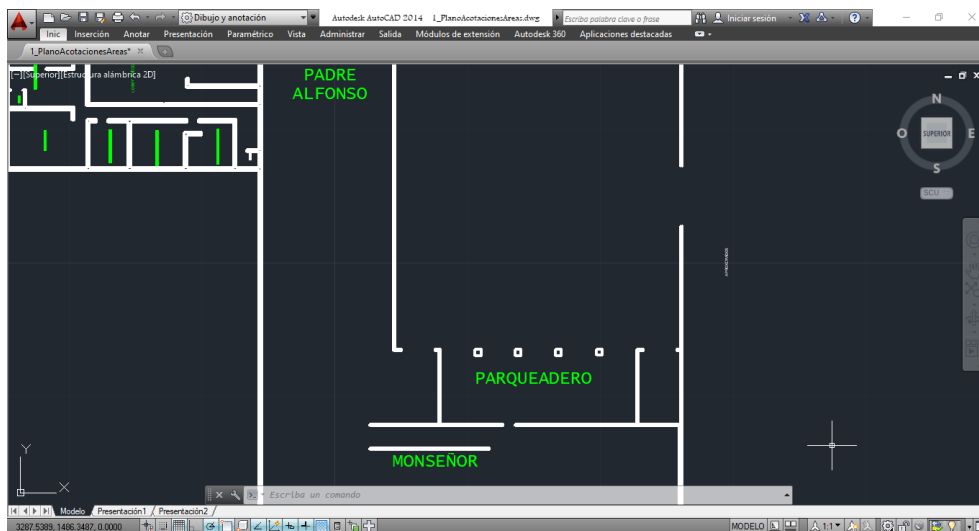 Dibujo y anotación
Autodesk AutoCAD 2014 1_PlanoAcotacionesAreas.dwg
Escriba palabra clave o frase
Iniciar sesión
Inic Inserción Anotar Presentación Paramétrico Vista Administrar Salida Módulos de extensión Autodesk 360 Aplicaciones destacadas
1_PlanoAcotacionesAreas*
[−][Superior][Estructura alámbrica 2D]
PADRE
ALFONSO
N
O SUPERIOR E
S
SCU
PARQUEADERO
MONSEÑOR
Y
X
Escriba un comando
Modelo Presentación1 Presentación2
3287.5389, 1486.3487, 0.0000 MODELO 1:1